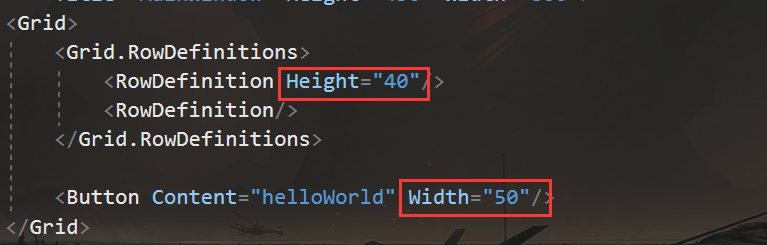 <Grid>
<Grid.RowDefinitions>
<RowDefinition Height="40"/>
<RowDefinition/>
</Grid.RowDefinitions>
<Button Content="helloWorld" Width="50"/>
</Grid>